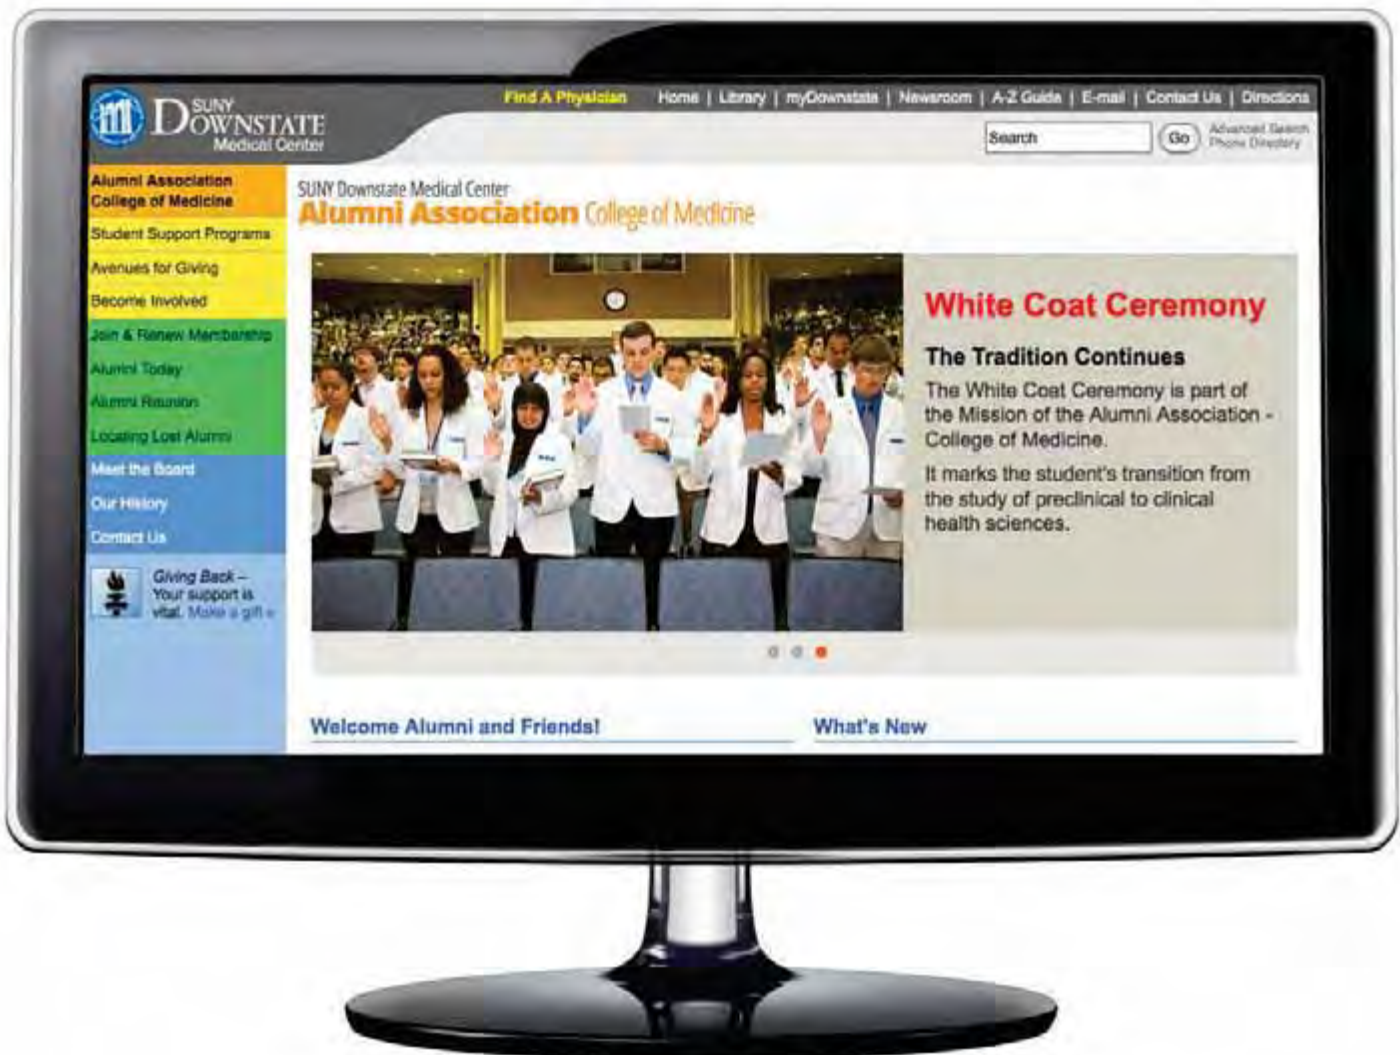 SUNY
DOWNSTATE
Medical Center
Find A Physician Home | Library | myDownstate | Newsroom | A-Z Guide | E-mail | Contact Us | Directions
Search Go Advanced Search
Phone Directory
Alumni Association
College of Medicine
Student Support Programs
Avenues for Giving
Become Involved
Join & Renew Membership
Alumni Today
Alumni Reunion
Locating Lost Alumni
Meet the Board
Our History
Contact Us
Giving Back –
Your support is
vital. Make a gift »
SUNY Downstate Medical Center
Alumni Association College of Medicine
White Coat Ceremony
The Tradition Continues
The White Coat Ceremony is part of
the Mission of the Alumni Association -
College of Medicine.
It marks the student's transition from
the study of preclinical to clinical
health sciences.
Welcome Alumni and Friends!
What's New